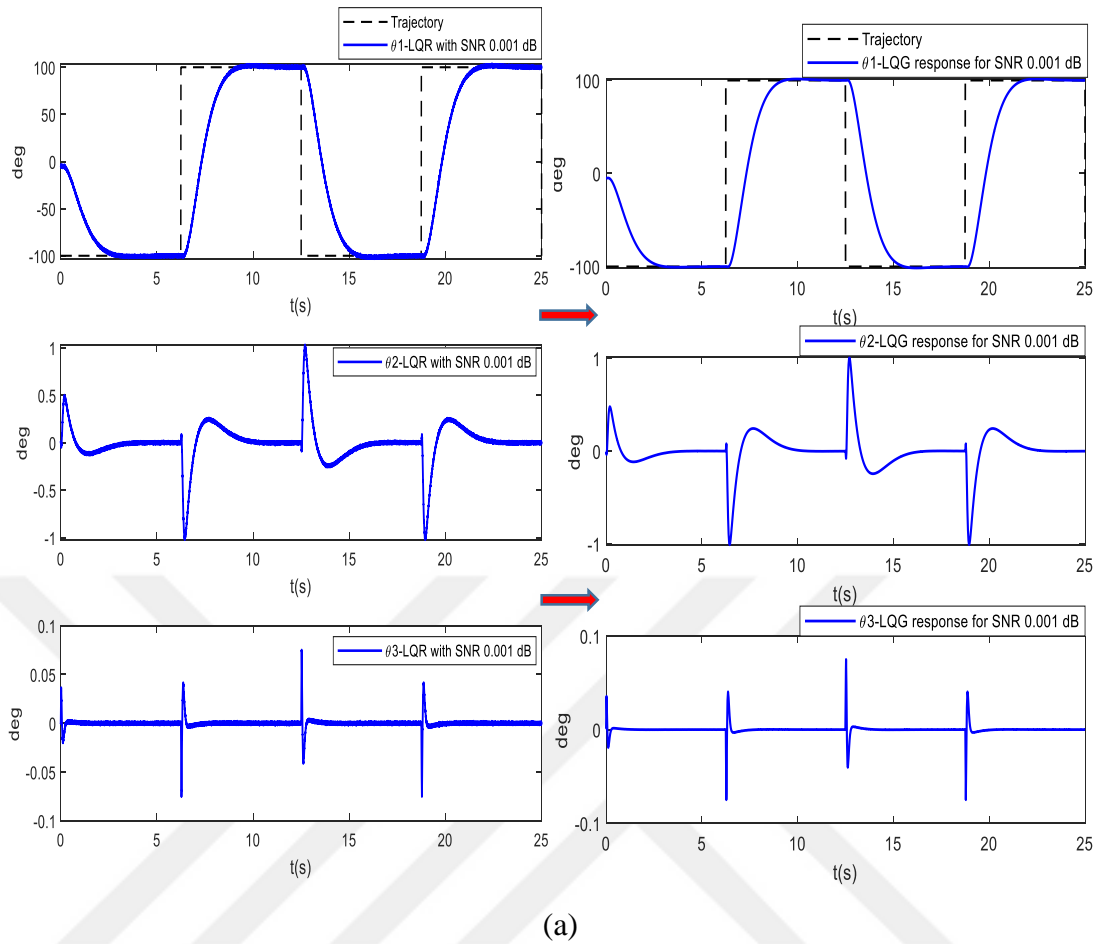 Trajectory
θ1-LQR with SNR 0.001 dB
100
50
0
-50
-100
deg
0 5 10 15 20 25
t(s)
Trajectory
θ1-LQG response for SNR 0.001 dB
100
0
-100
deg
0 5 10 15 20 25
t(s)
θ2-LQR with SNR 0.001 dB
1
0.5
0
-0.5
-1
deg
0 5 10 15 20 25
t(s)
θ2-LQG response for SNR 0.001 dB
1
0
-1
deg
0 5 10 15 20 25
t(s)
θ3-LQR with SNR 0.001 dB
0.1
0.05
0
-0.05
-0.1
deg
0 5 10 15 20 25
t(s)
θ3-LQG response for SNR 0.001 dB
0.1
0
-0.1
deg
0 5 10 15 20 25
t(s)
(a)